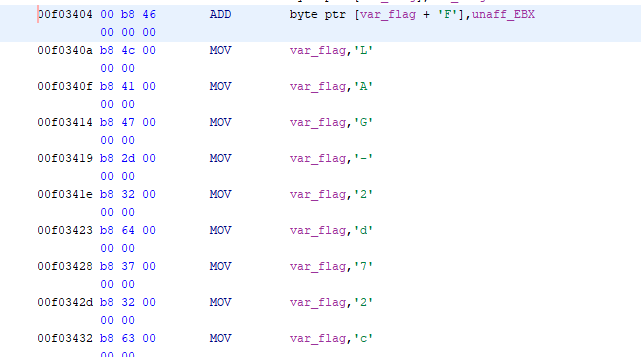 00f03404 00 b8 46 ADD byte ptr [var_flag + 'F'],unaff_EBX
00 00 00
00f0340a b8 4c 00 MOV var_flag,'L'
00 00
00f0340f b8 41 00 MOV var_flag,'A'
00 00
00f03414 b8 47 00 MOV var_flag,'G'
00 00
00f03419 b8 2d 00 MOV var_flag,'-'
00 00
00f0341e b8 32 00 MOV var_flag,'2'
00 00
00f03423 b8 64 00 MOV var_flag,'d'
00 00
00f03428 b8 37 00 MOV var_flag,'7'
00 00
00f0342d b8 32 00 MOV var_flag,'2'
00 00
00f03432 b8 63 00 MOV var_flag,'c'
00 00